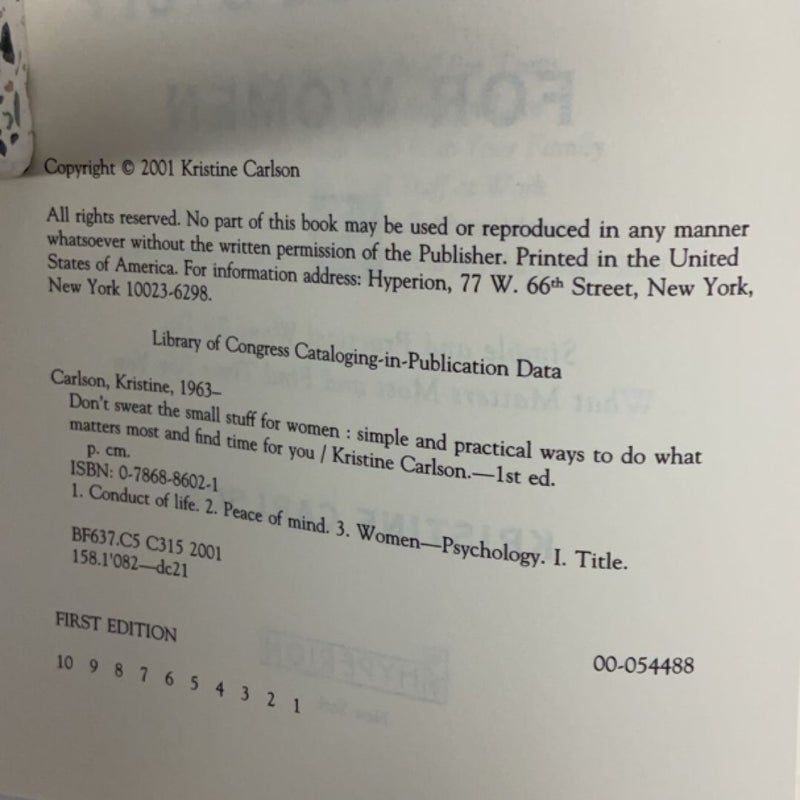 Copyright © 2001 Kristine Carlson
All rights reserved. No part of this book may be used or reproduced in any manner
whatsoever without the written permission of the Publisher. Printed in the United
States of America. For information address: Hyperion, 77 W. 66th Street, New York,
New York 10023-6298.
Library of Congress Cataloging-in-Publication Data
Carlson, Kristine, 1963–
Don't sweat the small stuff for women : simple and practical ways to do what
matters most and find time for you / Kristine Carlson.—1st ed.
p. cm.
ISBN: 0-7868-8602-1
1. Conduct of life. 2. Peace of mind. 3. Women—Psychology. I. Title.
BF637.C5 C315 2001
158.1'082—dc21
FIRST EDITION
00-054488
10 9 8 7 6 5 4 3 2 1